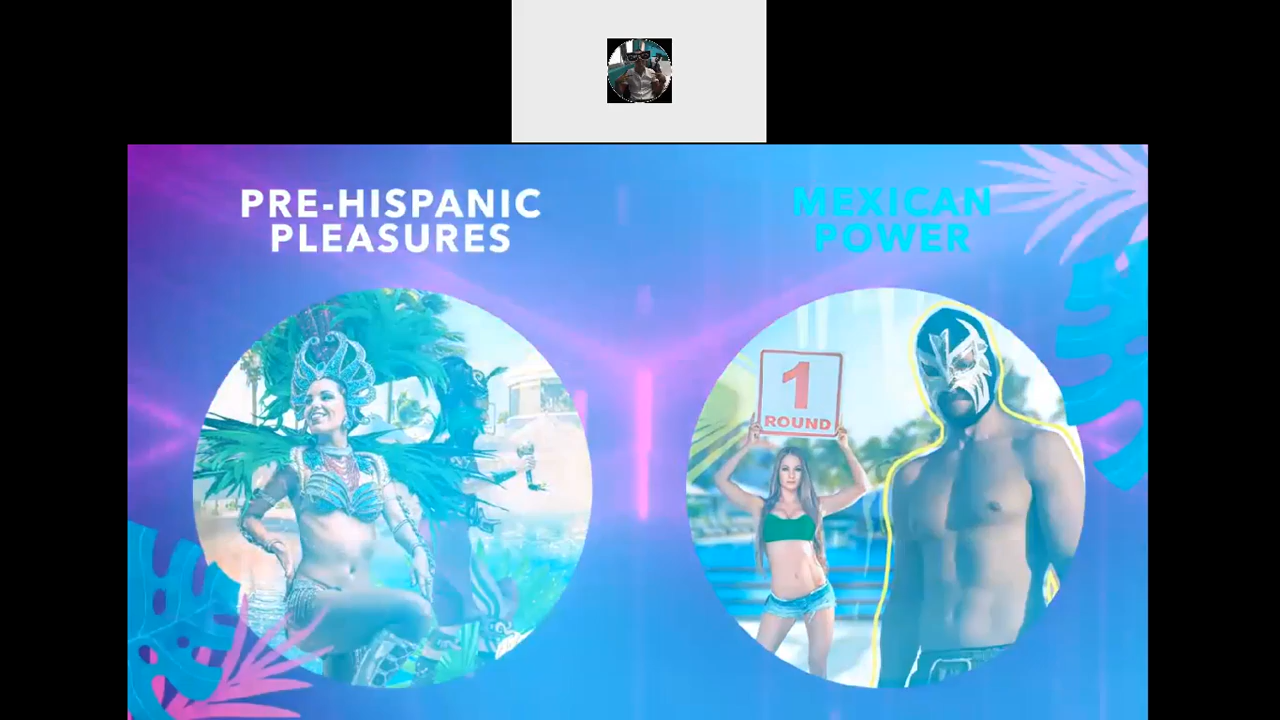 PRE-HISPANIC
PLEASURES
MEXICAN
POWER
1
ROUND